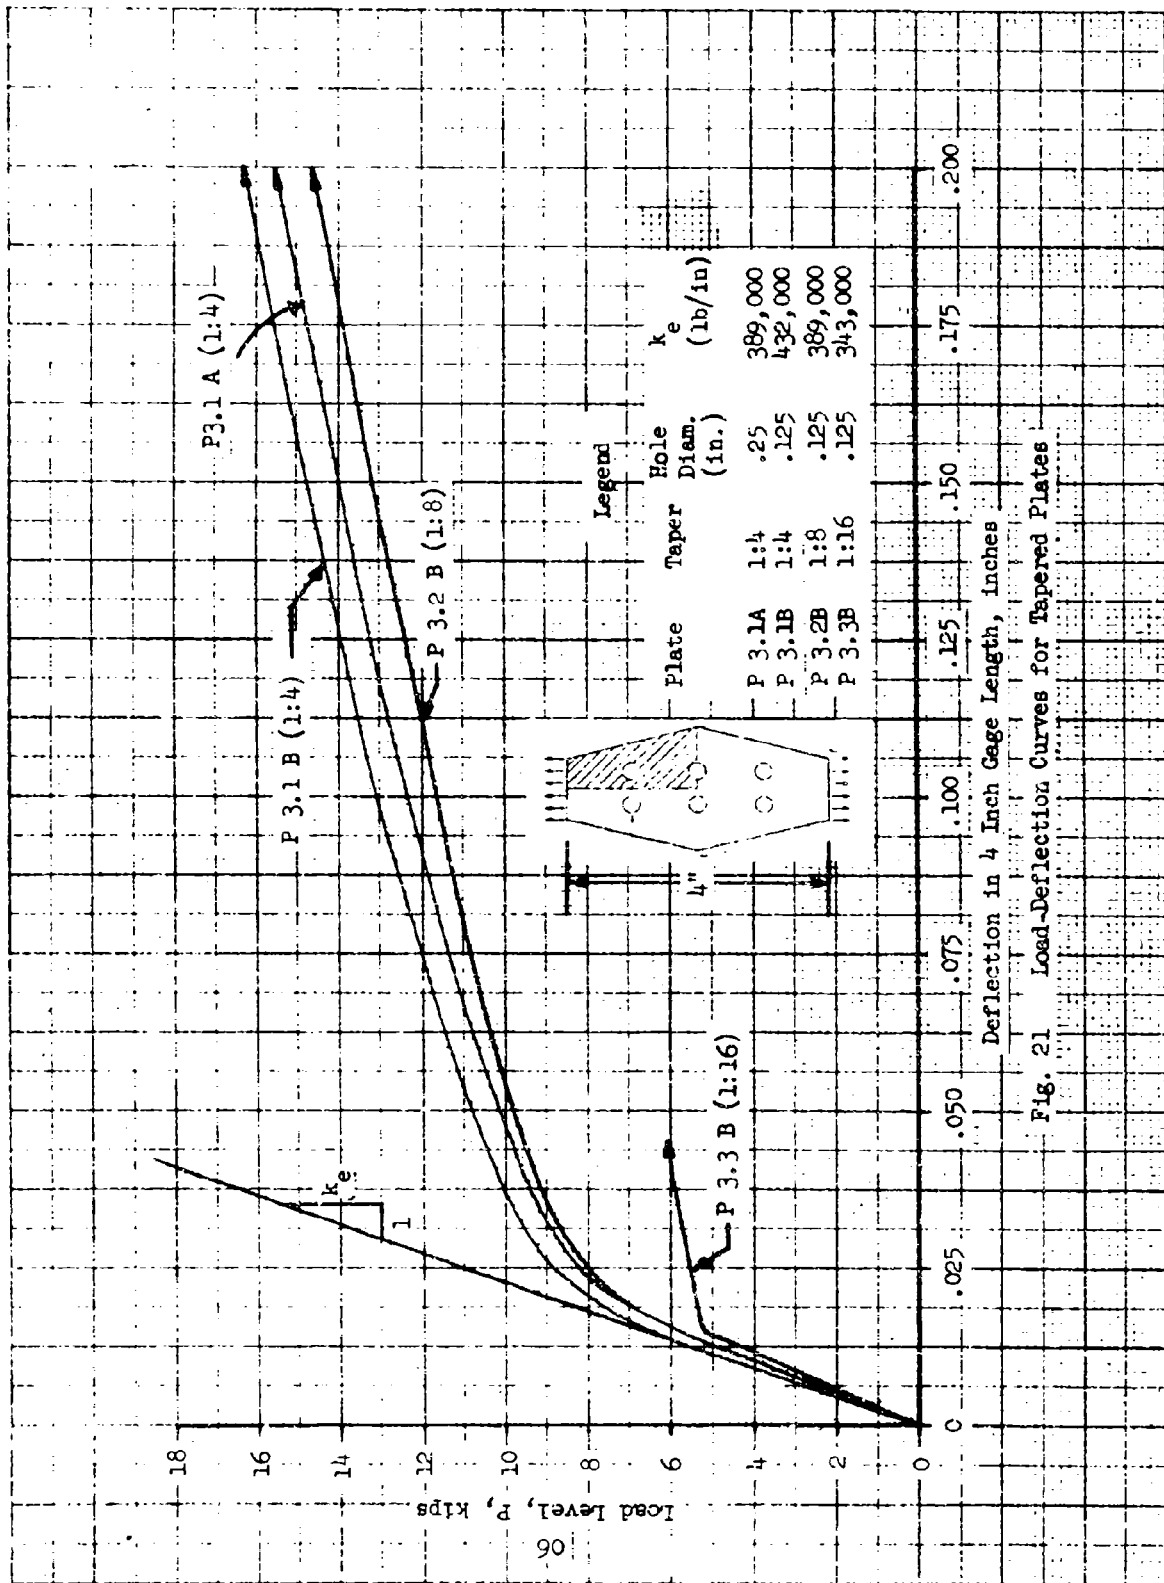 Load Level, P, kips
18
16
14
12
10
8
6
4
2
0
0
.025
.050
.075
.100
.125
.150
.175
.200
Deflection in 4 Inch Gage Length, inches
k_e
1
P 3.1 B (1:4)
P3.1 A (1:4)
P 3.2 B (1:8)
P 3.3 B (1:16)
4"
Legend
Plate Taper Hole Diam. (in.) k_e (lb/in)
P 3.1A 1:4 .25 389,000
P 3.1B 1:4 .125 432,000
P 3.2B 1:8 .125 389,000
P 3.3B 1:16 .125 343,000
Fig. 21 Load-Deflection Curves for Tapered Plates
90